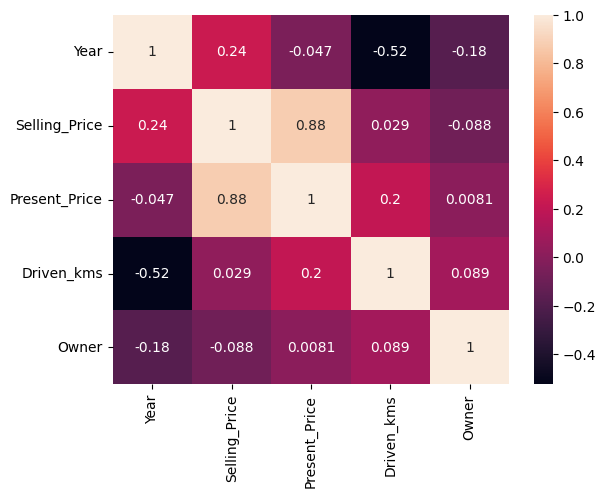 Year 1 0.24 -0.047 -0.52 -0.18
Selling_Price 0.24 1 0.88 0.029 -0.088
Present_Price -0.047 0.88 1 0.2 0.0081
Driven_kms -0.52 0.029 0.2 1 0.089
Owner -0.18 -0.088 0.0081 0.089 1
Year
Selling_Price
Present_Price
Driven_kms
Owner
1.0
0.8
0.6
0.4
0.2
0.0
−0.2
−0.4